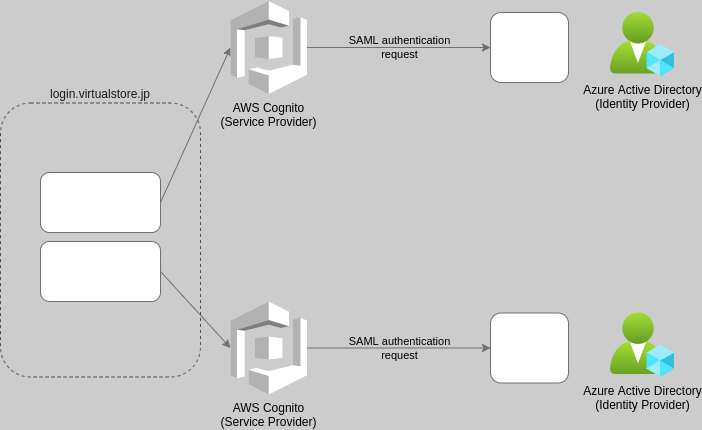 SAML authentication
request
Azure Active Directory
(Identity Provider)
login.virtualstore.jp
AWS Cognito
(Service Provider)
SAML authentication
request
Azure Active Directory
(Identity Provider)
AWS Cognito
(Service Provider)